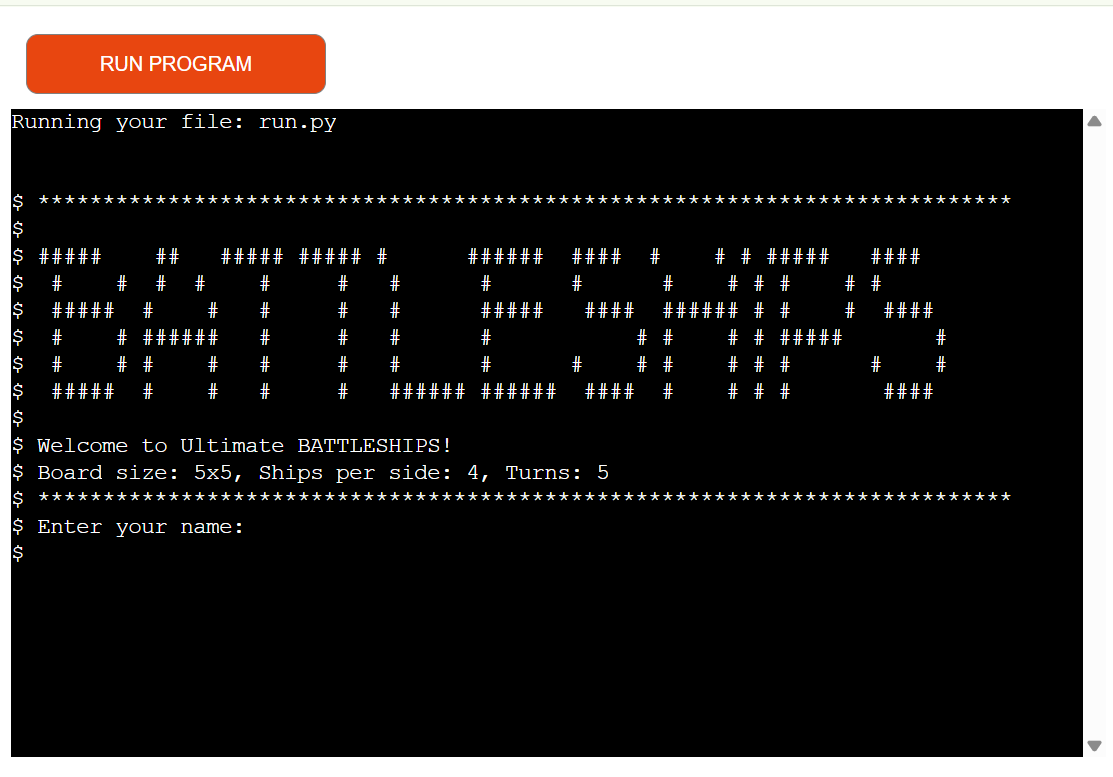 RUN PROGRAM
Running your file: run.py
$ ***************************************************************************
$
$ #####    ##   ##### ##### #      ######  ####  #    # # #####   ####
$  #    #  #  #    #     #   #      #      #      #    # # #    # #
$  ##### #    #   #     #   #      #####   ####  ###### # #    #  ####
$  #    # ######   #     #   #      #           # #    # # #####       #
$  #    # #    #   #     #   #      #      #    # #    # # #      #    #
$  ##### #    #   #     #   ###### ######  ####  #    # # #       ####
$
$ Welcome to Ultimate BATTLESHIPS!
$ Board size: 5x5, Ships per side: 4, Turns: 5
$ ***************************************************************************
$ Enter your name:
$